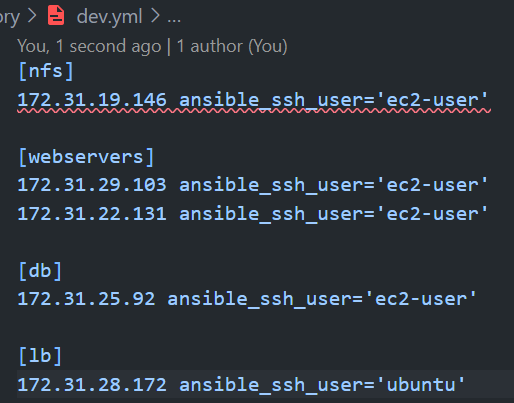 ory > dev.yml > ...
You, 1 second ago | 1 author (You)
[nfs]
172.31.19.146 ansible_ssh_user='ec2-user'
[webservers]
172.31.29.103 ansible_ssh_user='ec2-user'
172.31.22.131 ansible_ssh_user='ec2-user'
[db]
172.31.25.92 ansible_ssh_user='ec2-user'
[lb]
172.31.28.172 ansible_ssh_user='ubuntu'